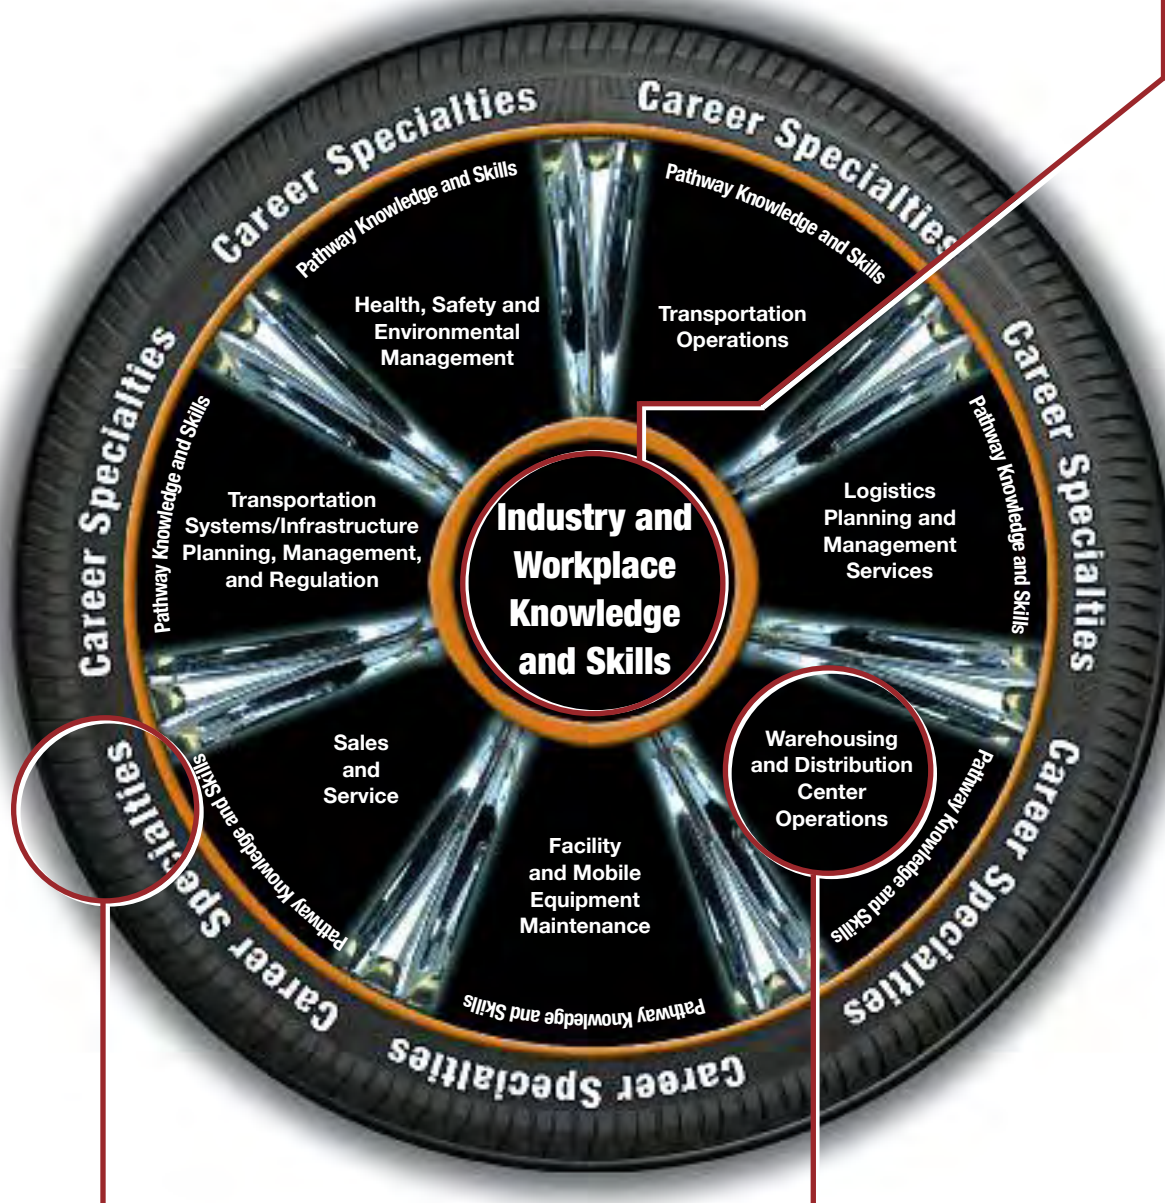 Career Specialties
Career Specialties
Pathway Knowledge and Skills
Pathway Knowledge and Skills
Health, Safety and
Environmental
Management
Transportation
Operations
Career Specialties
Career Specialties
Pathway Knowledge and Skills
Pathway Knowledge and Skills
Transportation
Systems/Infrastructure
Planning, Management,
and Regulation
Logistics
Planning and
Management
Services
Industry and
Workplace
Knowledge
and Skills
Sales
and
Service
Warehousing
and Distribution
Center
Operations
Facility
and Mobile
Equipment
Maintenance
Pathway Knowledge and Skills
Pathway Knowledge and Skills
Pathway Knowledge and Skills
Career Specialties
Career Specialties
Career Specialties